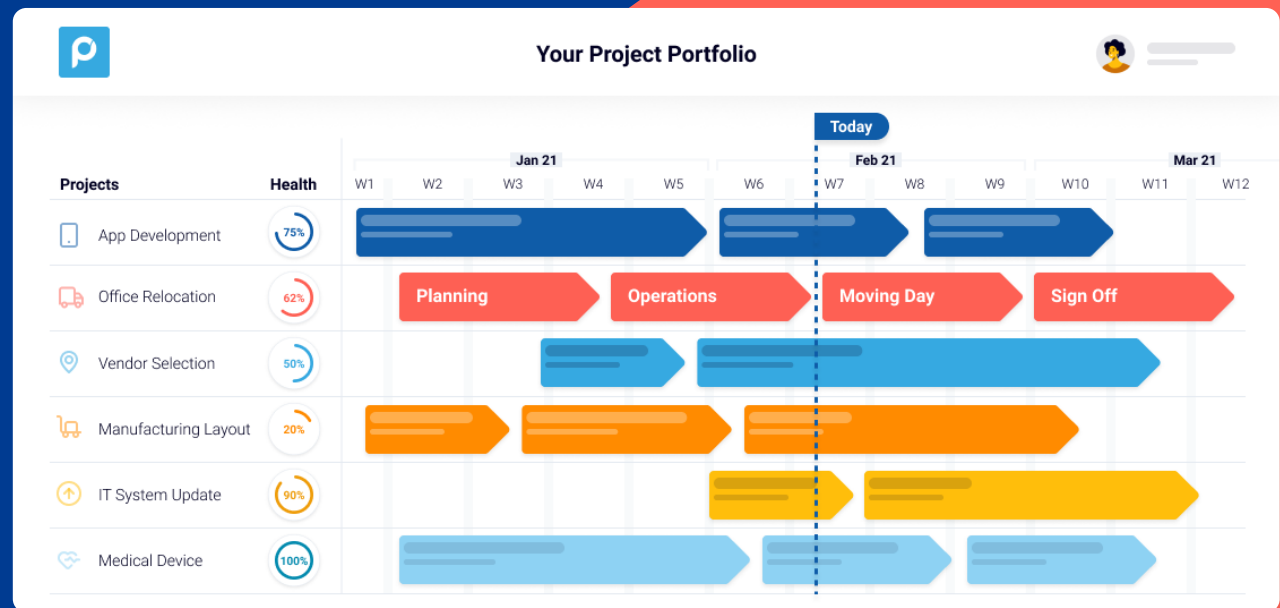 Your Project Portfolio
Today
Jan 21 Feb 21 Mar 21
Projects Health W1 W2 W3 W4 W5 W6 W7 W8 W9 W10 W11 W12
App Development 75%
Office Relocation 62% Planning Operations Moving Day Sign Off
Vendor Selection 50%
Manufacturing Layout 20%
IT System Update 90%
Medical Device 100%